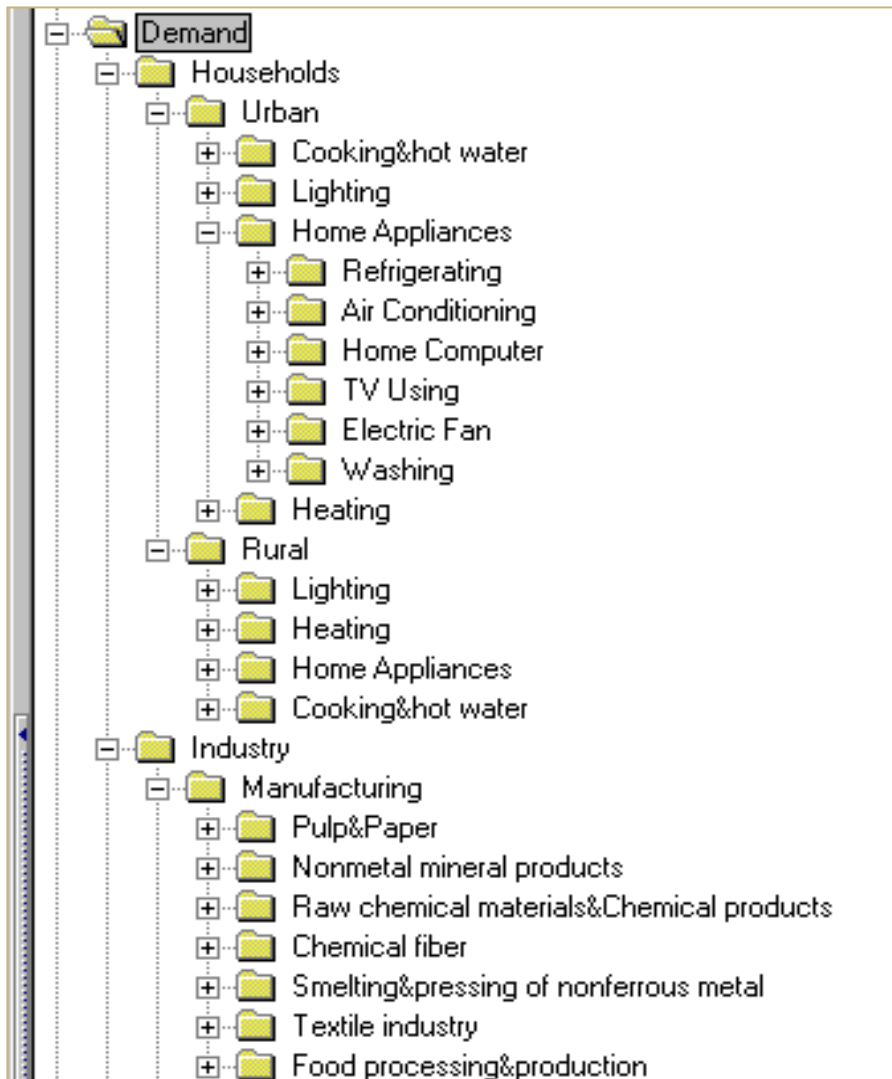 Demand
Households
Urban
Cooking&hot water
Lighting
Home Appliances
Refrigerating
Air Conditioning
Home Computer
TV Using
Electric Fan
Washing
Heating
Rural
Lighting
Heating
Home Appliances
Cooking&hot water
Industry
Manufacturing
Pulp&Paper
Nonmetal mineral products
Raw chemical materials&Chemical products
Chemical fiber
Smelting&pressing of nonferrous metal
Textile industry
Food processing&production